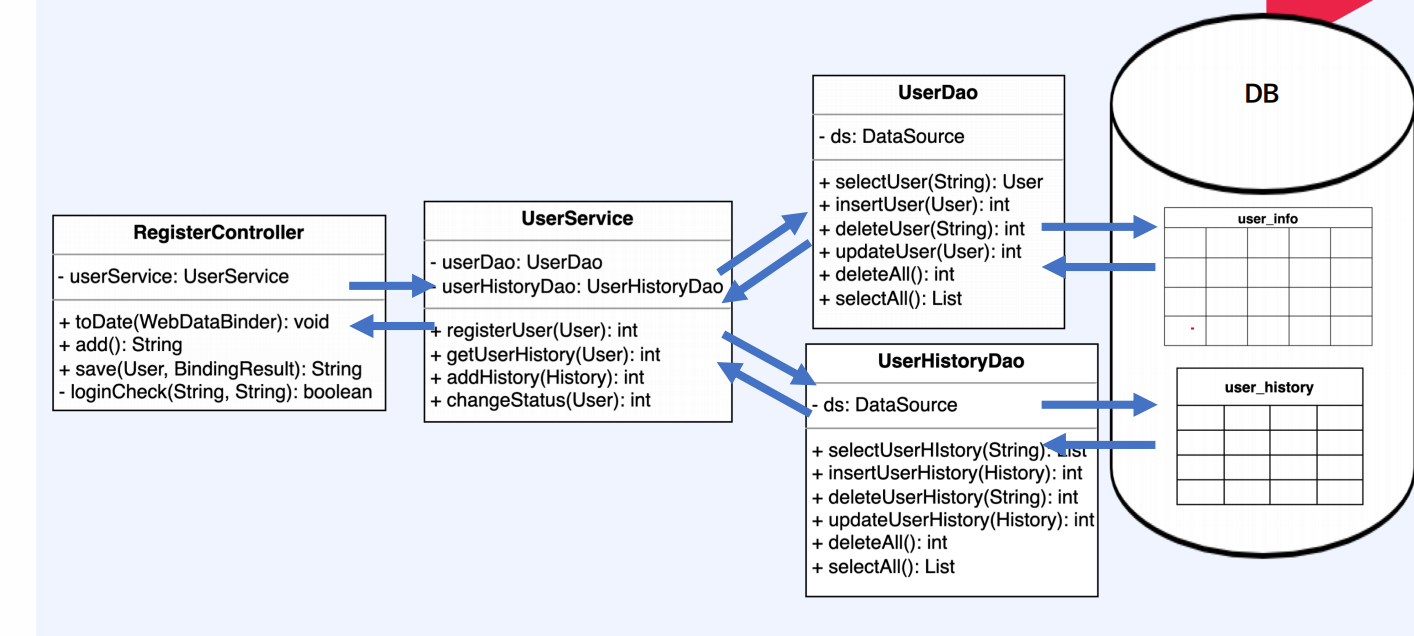 RegisterController
- userService: UserService
+ toDate(WebDataBinder): void
+ add(): String
+ save(User, BindingResult): String
- loginCheck(String, String): boolean
UserService
- userDao: UserDao
- userHistoryDao: UserHistoryDao
+ registerUser(User): int
+ getUserHistory(User): int
+ addHistory(History): int
+ changeStatus(User): int
UserDao
- ds: DataSource
+ selectUser(String): User
+ insertUser(User): int
+ deleteUser(String): int
+ updateUser(User): int
+ deleteAll(): int
+ selectAll(): List
UserHistoryDao
- ds: DataSource
+ selectUserHIstory(String): List
+ insertUserHistory(History): int
+ deleteUserHistory(String): int
+ updateUserHistory(History): int
+ deleteAll(): int
+ selectAll(): List
DB
user_info
user_history